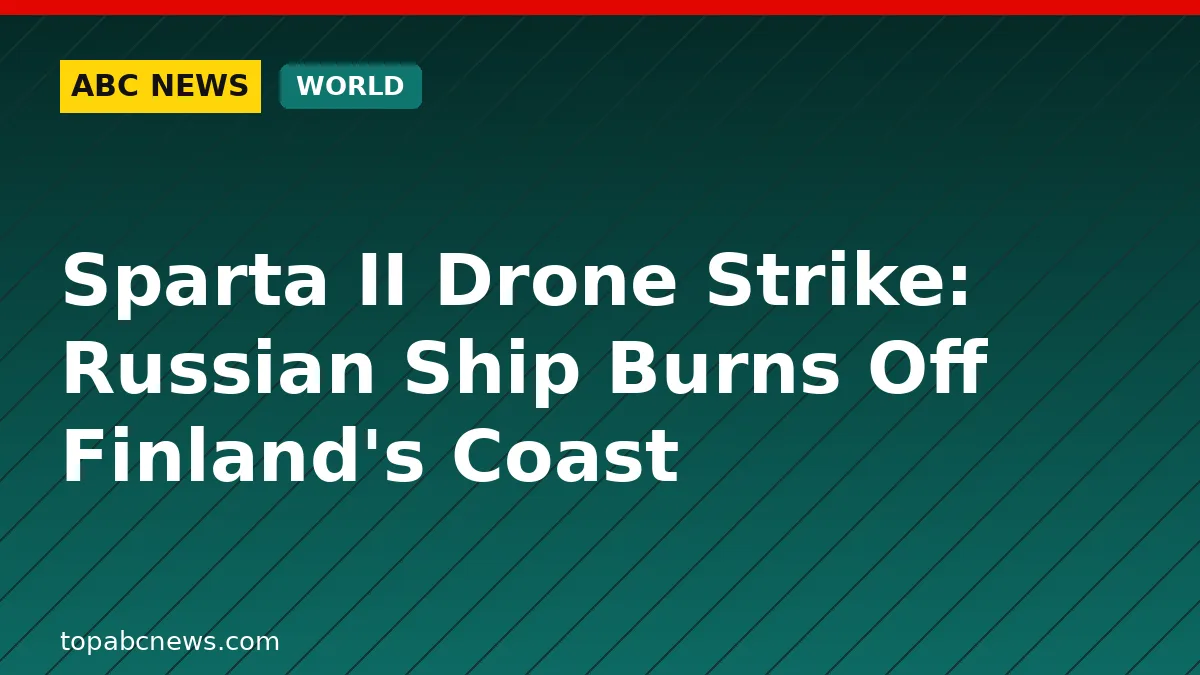 ABC NEWS
WORLD
Sparta II Drone Strike:
Russian Ship Burns Off
Finland's Coast
topabcnews.com